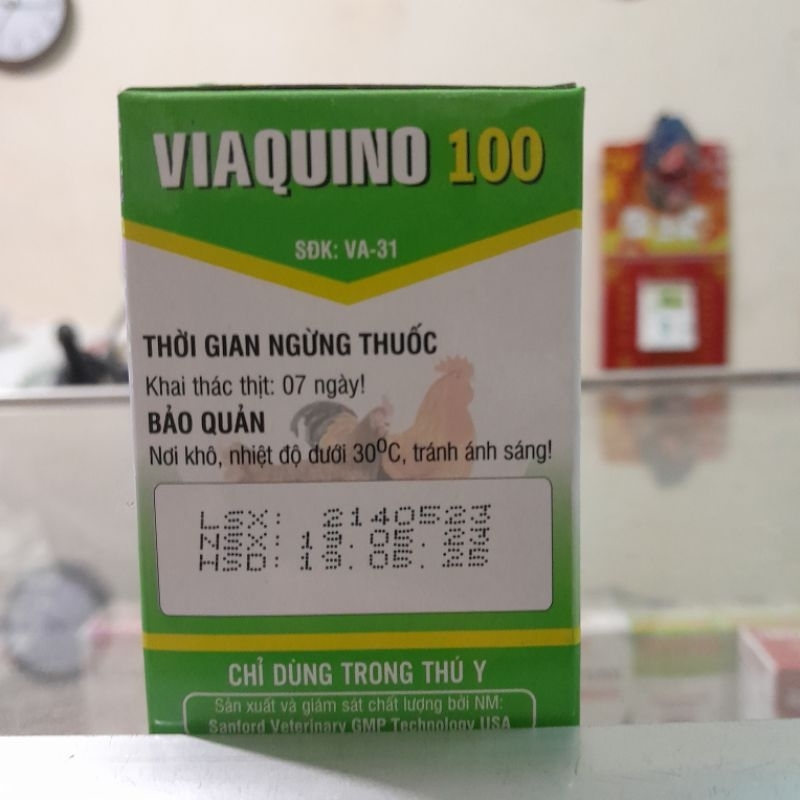 VIAQUINO 100
SĐK: VA-31
THỜI GIAN NGỪNG THUỐC
Khai thác thịt: 07 ngày!
BẢO QUẢN
Nơi khô, nhiệt độ dưới 30⁰C, tránh ánh sáng!
LSX: 2140523
NSX: 19. 05. 23
HSD: 19. 05. 25
CHỈ DÙNG TRONG THÚ Y
Sản xuất và giám sát chất lượng bởi NM:
Sanford Veterinary GMP Technology USA